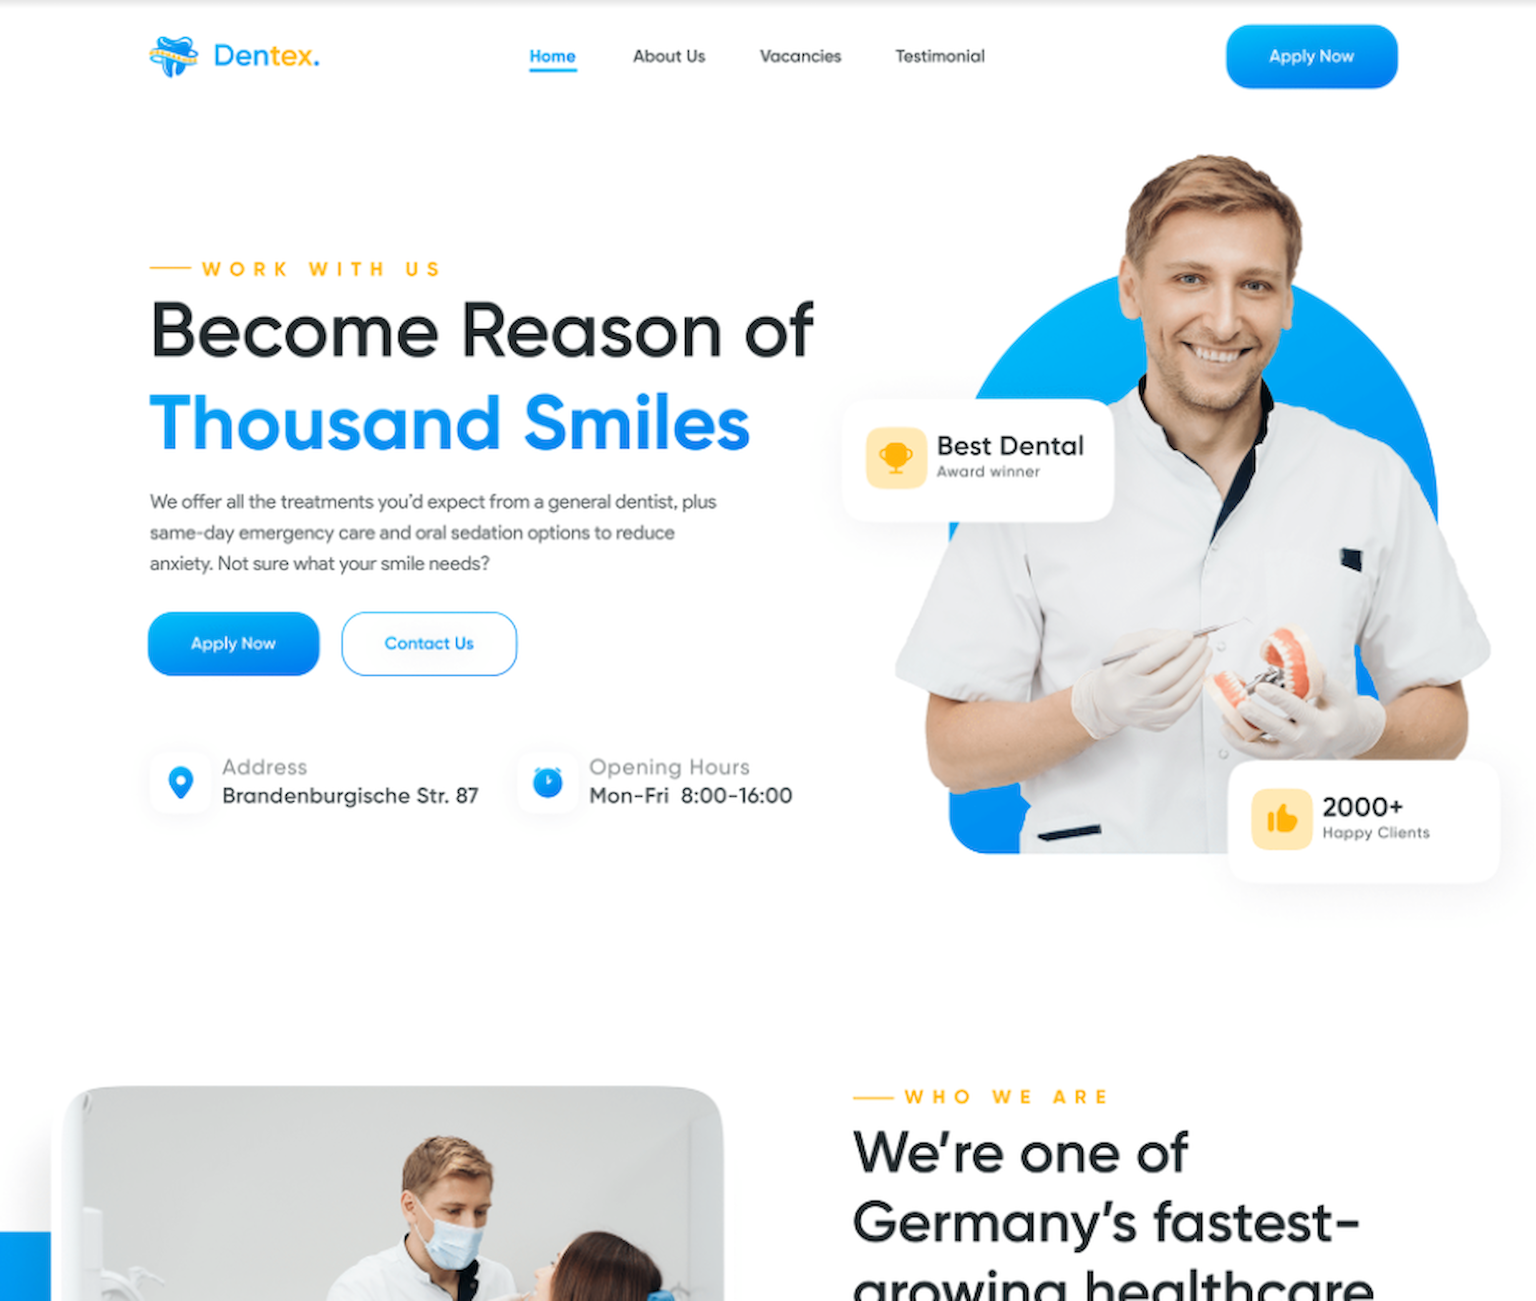 Dentex.
Home
About Us
Vacancies
Testimonial
Apply Now
WORK WITH US
Become Reason of
Thousand Smiles
We offer all the treatments you’d expect from a general dentist, plus
same-day emergency care and oral sedation options to reduce
anxiety. Not sure what your smile needs?
Apply Now
Contact Us
Address
Brandenburgische Str. 87
Opening Hours
Mon-Fri 8:00-16:00
Best Dental
Award winner
2000+
Happy Clients
WHO WE ARE
We’re one of
Germany’s fastest-
growing healthcare